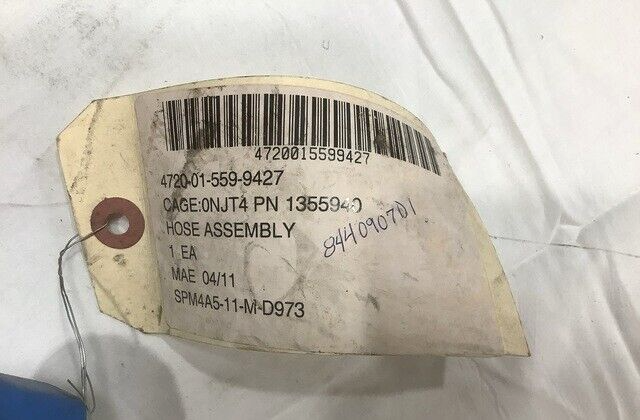 4720015599427
4720-01-559-9427
CAGE:0NJT4 PN 1355940
HOSE ASSEMBLY
844090701
1 EA
MAE 04/11
SPM4A5-11-M-D973